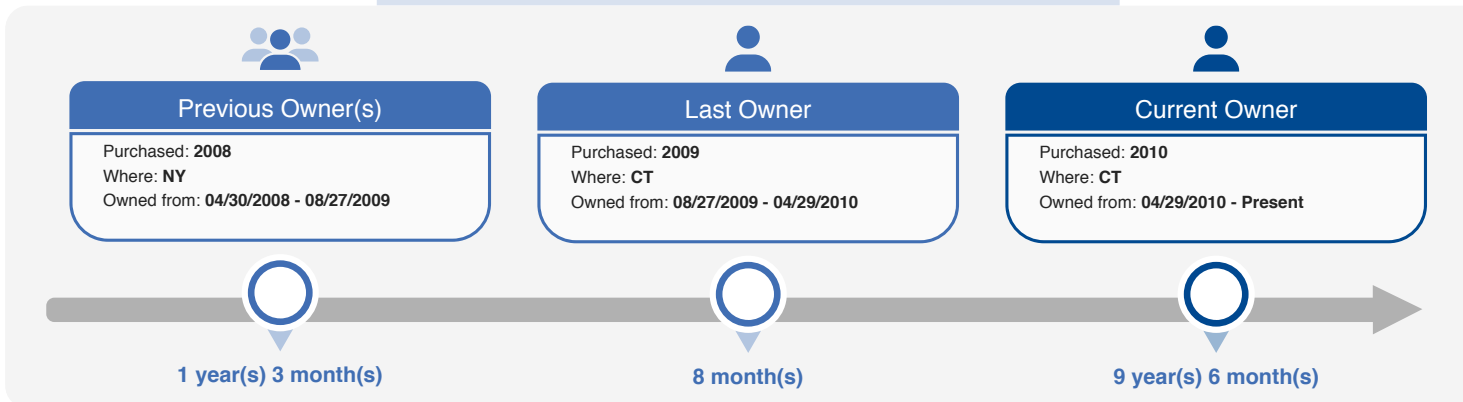 Previous Owner(s)
Purchased: 2008
Where: NY
Owned from: 04/30/2008 - 08/27/2009
1 year(s) 3 month(s)
Last Owner
Purchased: 2009
Where: CT
Owned from: 08/27/2009 - 04/29/2010
8 month(s)
Current Owner
Purchased: 2010
Where: CT
Owned from: 04/29/2010 - Present
9 year(s) 6 month(s)